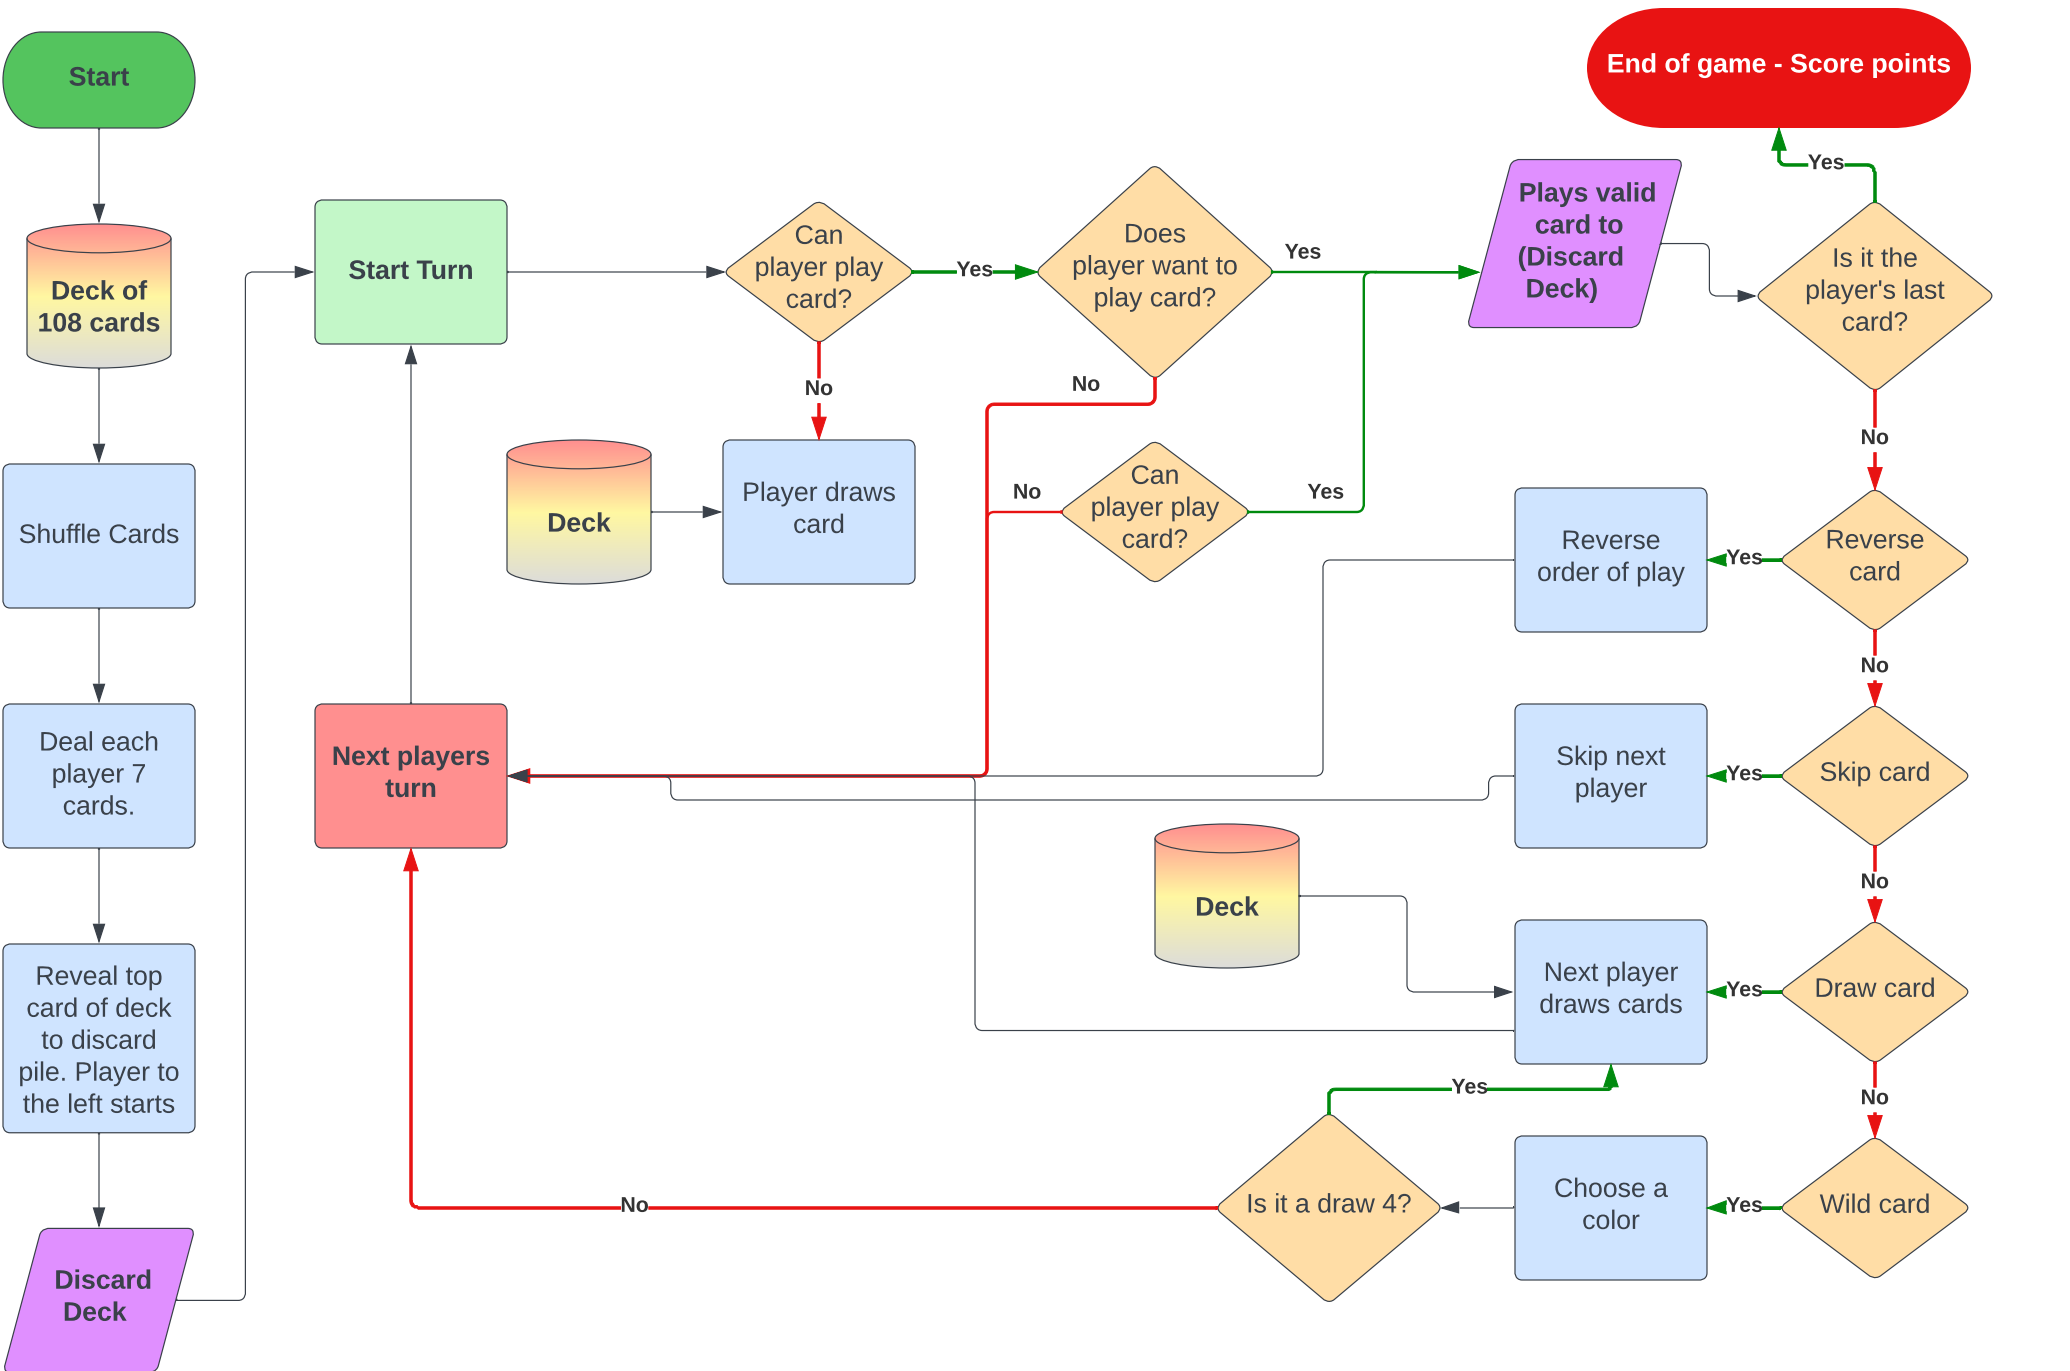 Start
Deck of
108 cards
Shuffle Cards
Deal each
player 7
cards.
Reveal top
card of deck
to discard
pile. Player to
the left starts
Discard
Deck
Start Turn
Can
player play
card?
Yes
No
Does
player want to
play card?
Yes
No
Deck
Player draws
card
Can
player play
card?
No
Yes
Next players
turn
Plays valid
card to
(Discard
Deck)
End of game - Score points
Yes
Is it the
player's last
card?
No
Reverse
card
Yes
Reverse
order of play
No
Skip card
Yes
Skip next
player
No
Draw card
Yes
Next player
draws cards
Deck
No
Wild card
Yes
Choose a
color
Is it a draw 4?
Yes
No